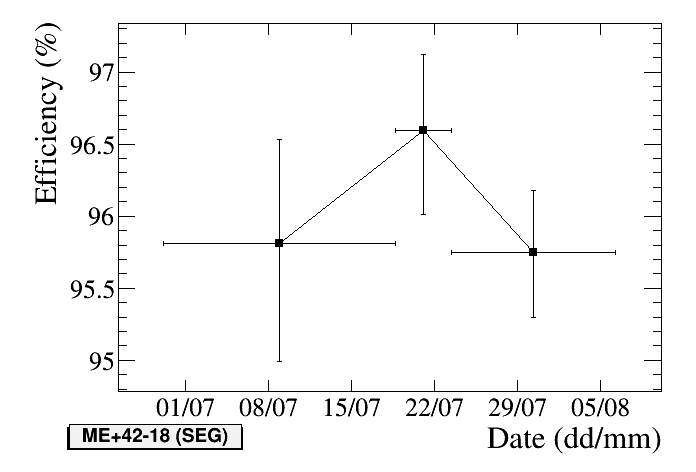 Efficiency (%)
97
96.5
96
95.5
95
01/07 08/07 15/07 22/07 29/07 05/08
ME+42-18 (SEG)
Date (dd/mm)